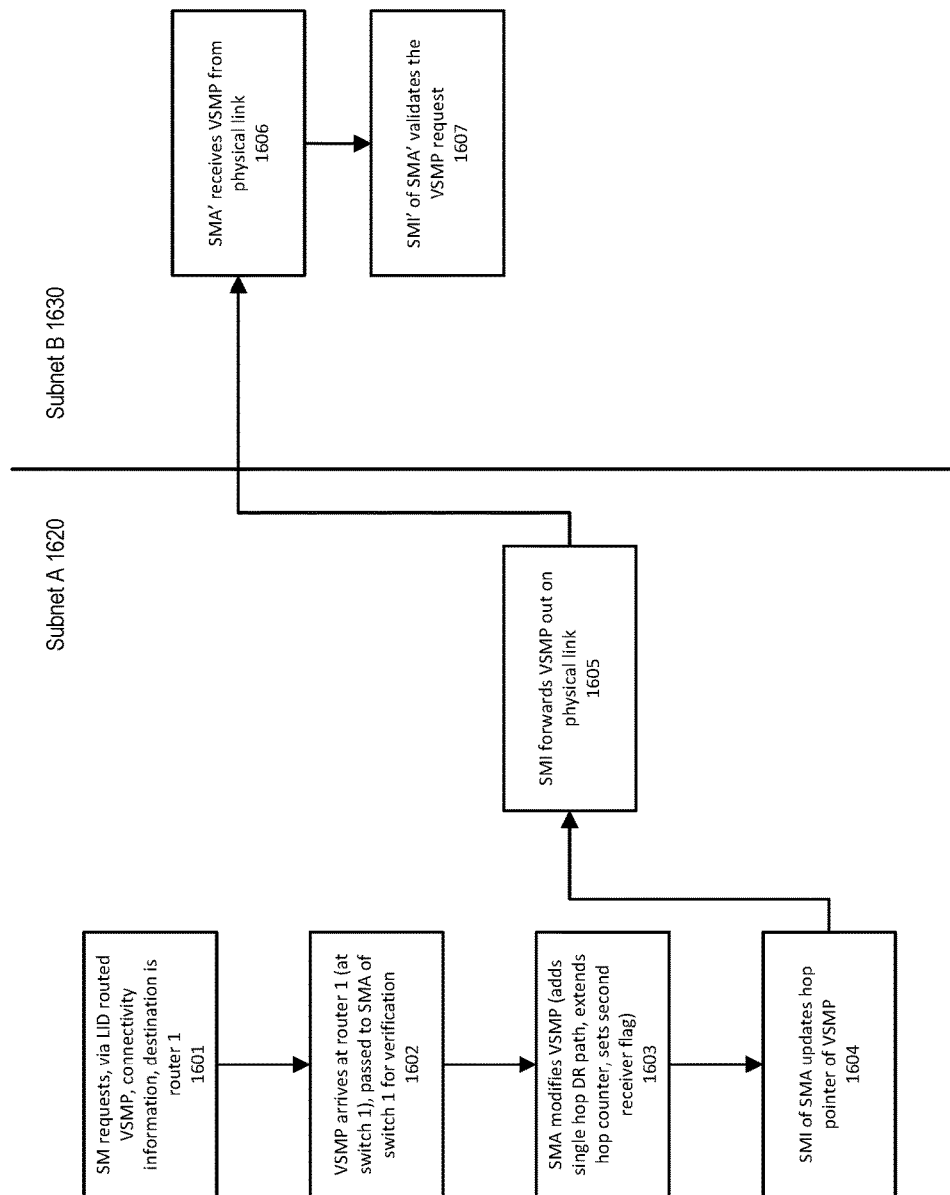 Subnet A 1620
Subnet B 1630
SM requests, via LID routed
VSMP, connectivity
information, destination is
router 1
1601
VSMP arrives at router 1 (at
switch 1), passed to SMA of
switch 1 for verification
1602
SMA modifies VSMP (adds
single hop DR path, extends
hop counter, sets second
receiver flag)
1603
SMI of SMA updates hop
pointer of VSMP
1604
SMI forwards VSMP out on
physical link
1605
SMA' receives VSMP from
physical link
1606
SMI' of SMA' validates the
VSMP request
1607